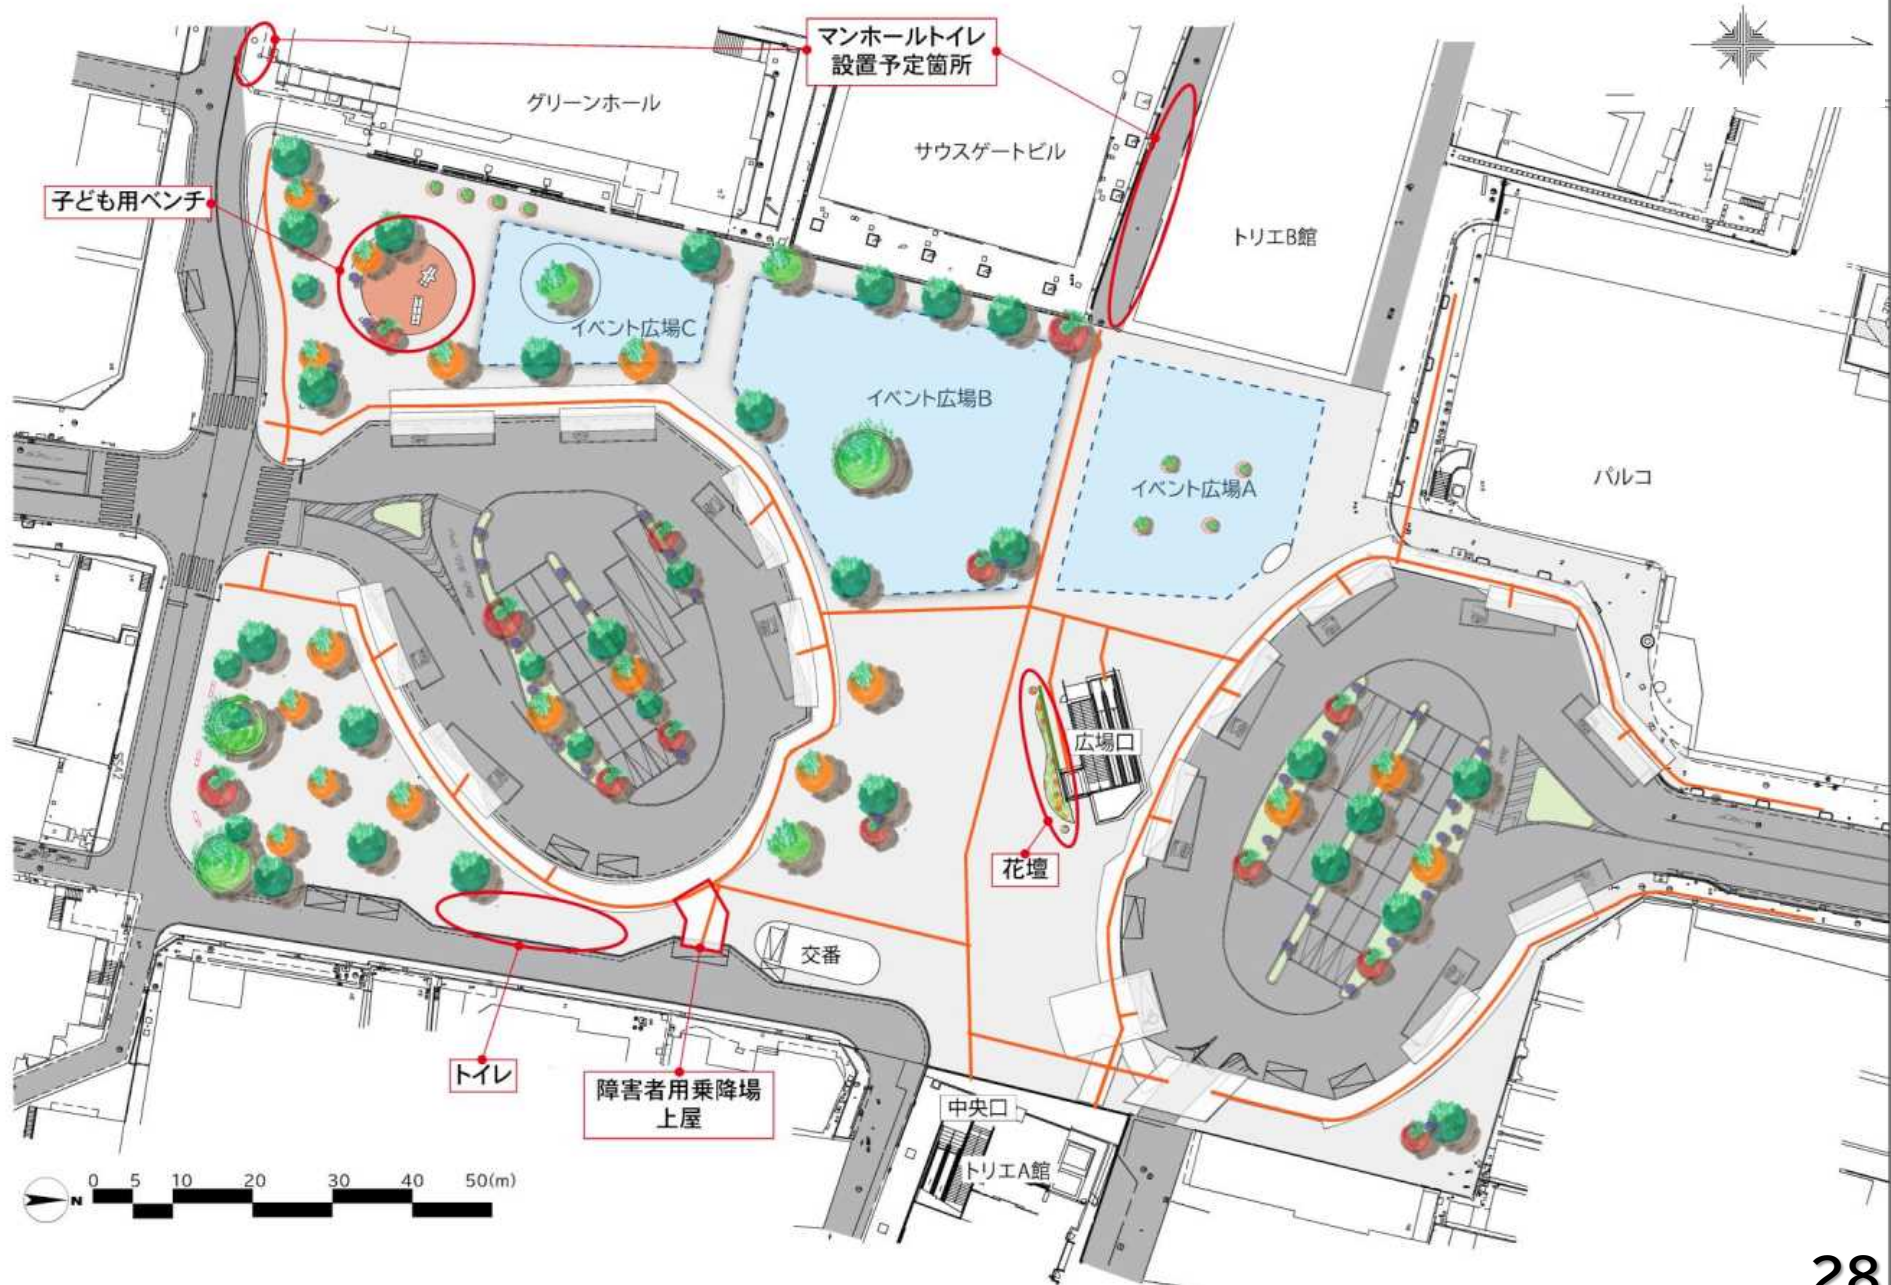 マンホールトイレ
設置予定箇所
グリーンホール
サウスゲートビル
子ども用ベンチ
トリエB館
イベント広場C
イベント広場B
イベント広場A
パルコ
広場口
花壇
交番
トイレ
障害者用乗降場
上屋
中央口
トリエA館
N
0 5 10 20 30 40 50(m)
28